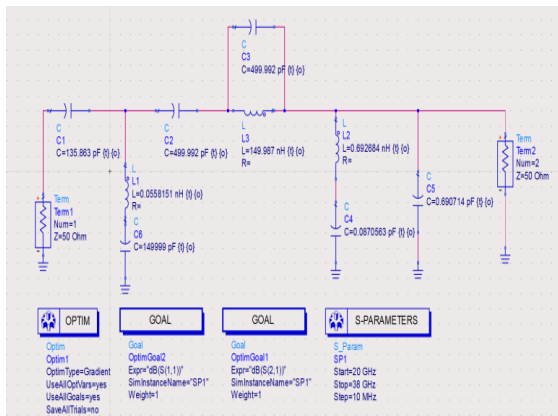 C
C3
C=499.992 pF {t} {o}
C
C1
C=135.863 pF {t} {o}
C
C2
C=499.992 pF {t} {o}
L
L3
L=149.987 nH {t} {o}
R=
L
L2
L=0.692684 nH {t} {o}
R=
Term
Term2
Num=2
Z=50 Ohm
L
L1
L=0.0558151 nH {t} {o}
R=
C
C5
C=0.690714 pF {t} {o}
Term
Term1
Num=1
Z=50 Ohm
C
C6
C=149999 pF {t} {o}
C
C4
C=0.0870563 pF {t} {o}
OPTIM
Optim
Optim1
OptimType=Gradient
UseAllOptVars=yes
UseAllGoals=yes
SaveAllTrials=no
GOAL
Goal
OptimGoal2
Expr="dB(S(1,1))"
SimInstanceName="SP1"
Weight=1
GOAL
Goal
OptimGoal1
Expr="dB(S(2,1))"
SimInstanceName="SP1"
Weight=1
S-PARAMETERS
S_Param
SP1
Start=20 GHz
Stop=38 GHz
Step=10 MHz